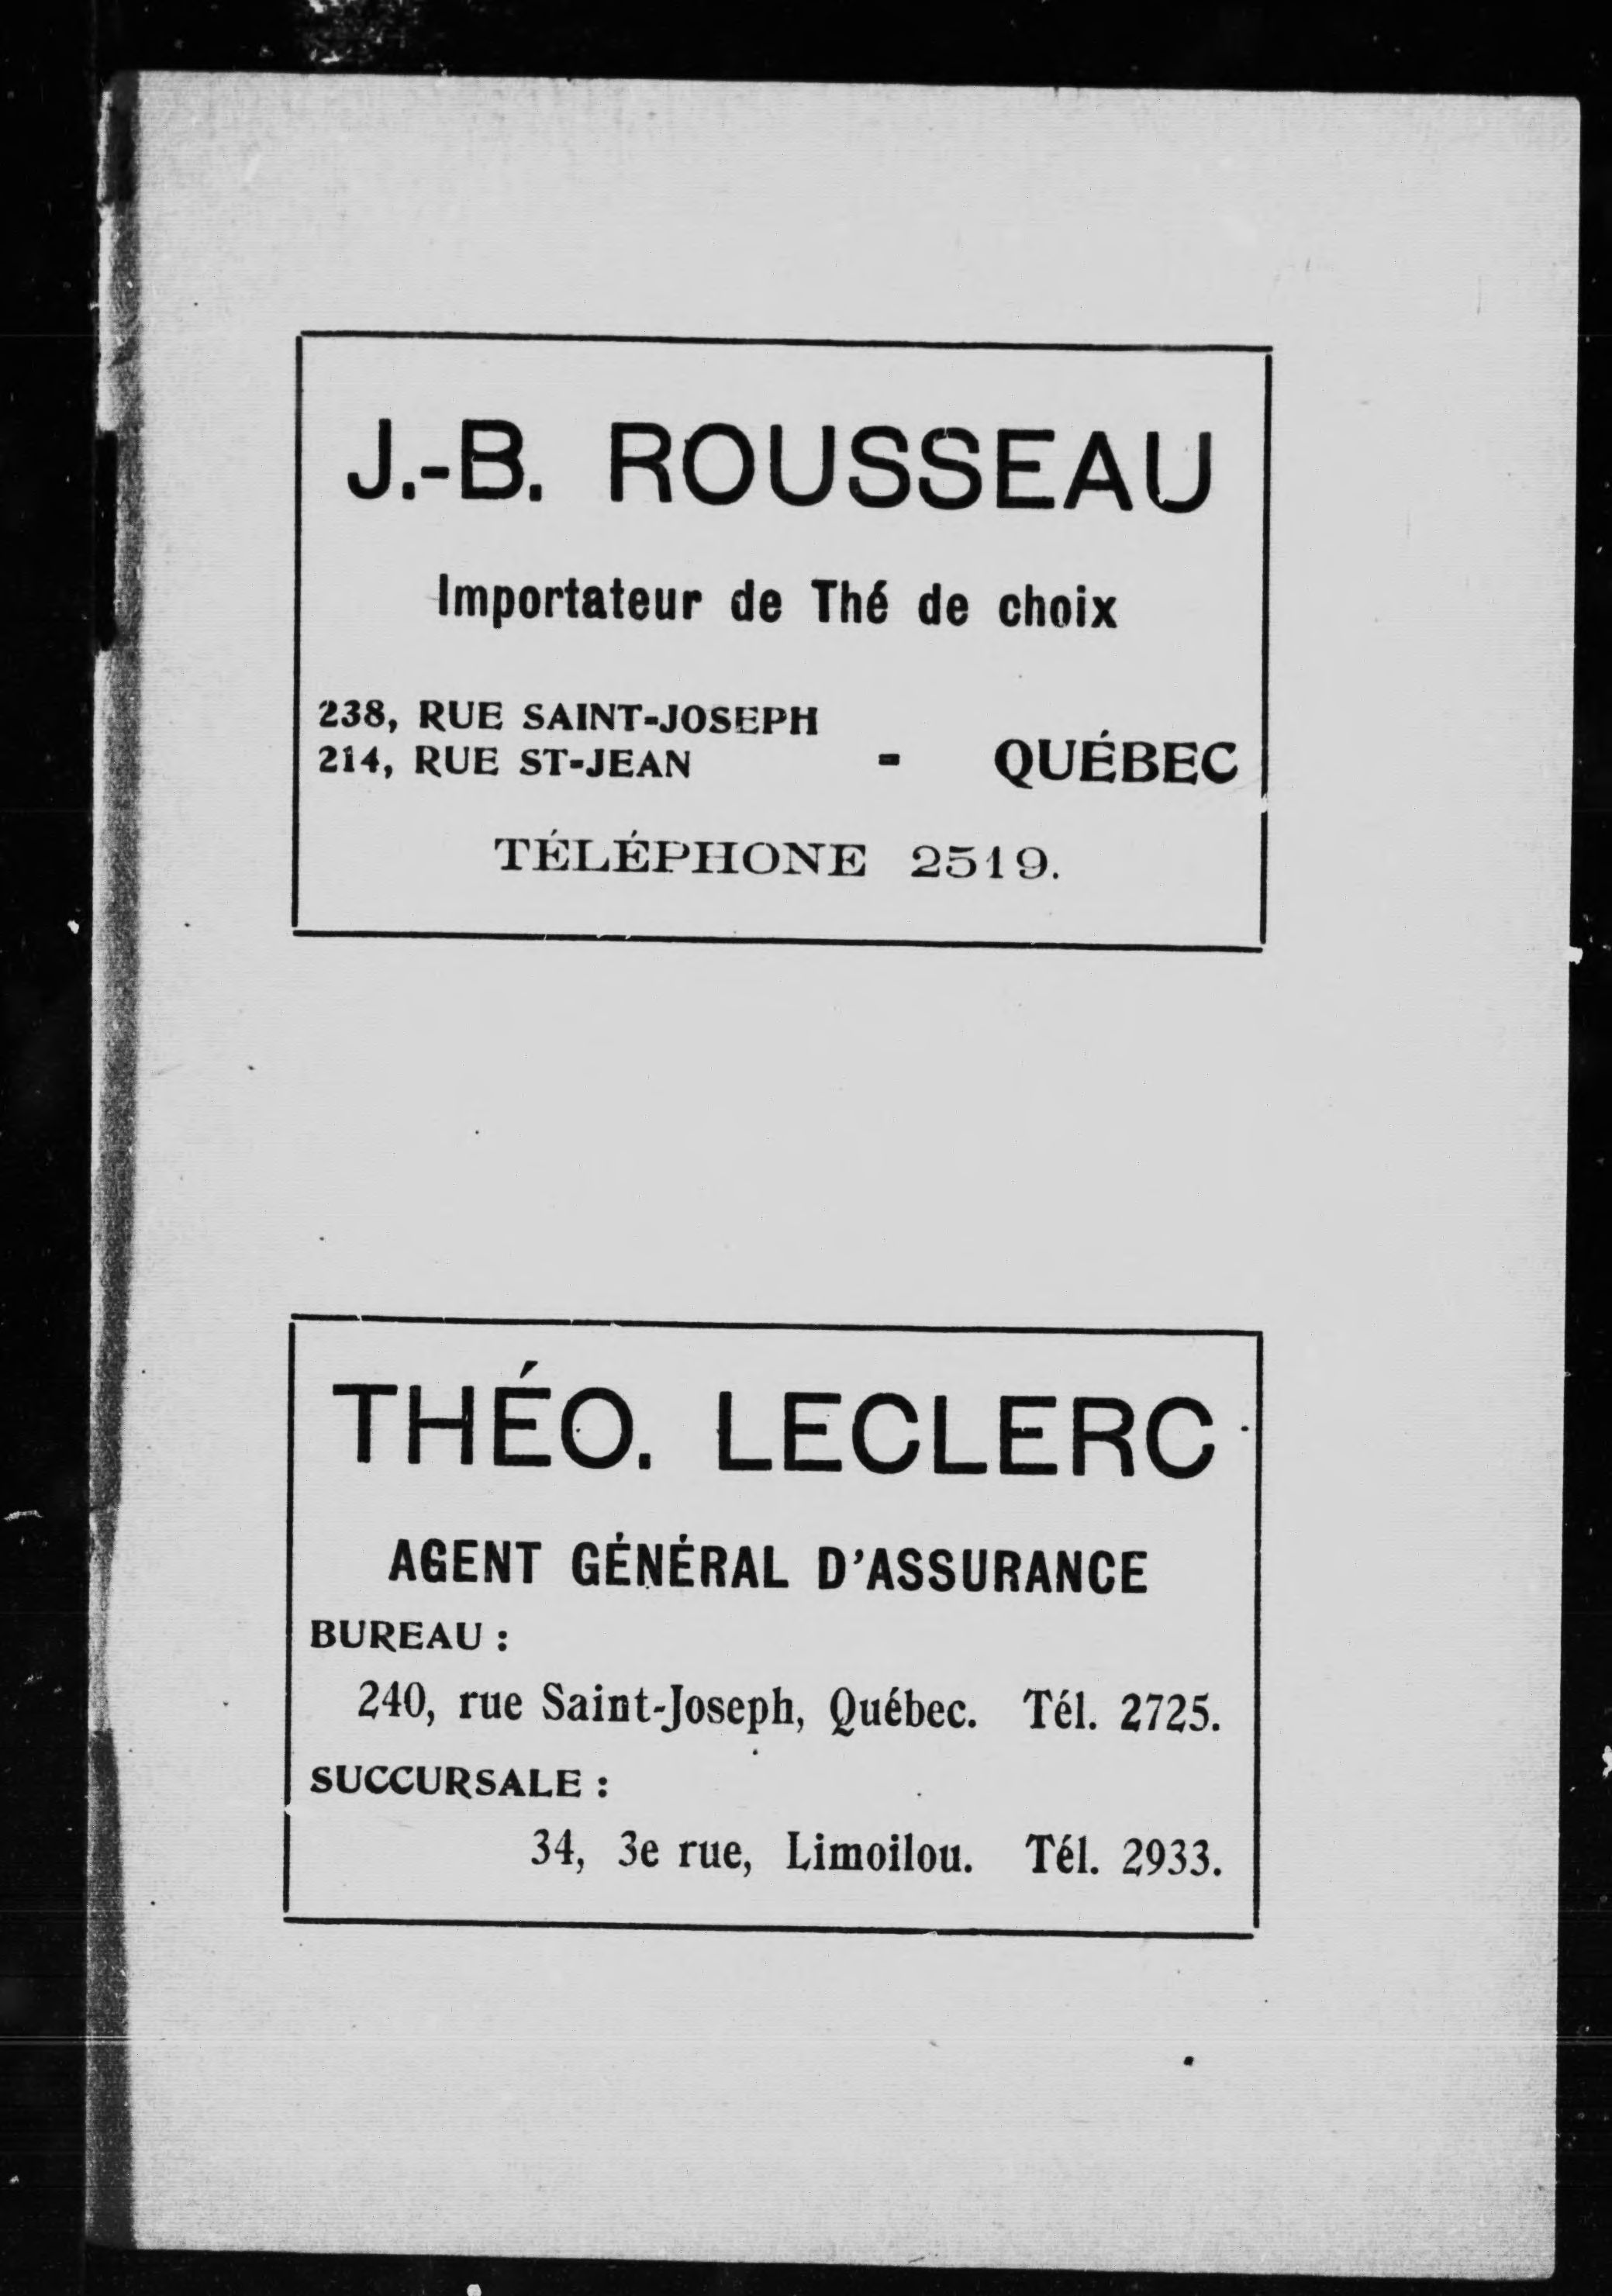 J.-B. ROUSSEAU
Importateur de Thé de choix
238, RUE SAINT-JOSEPH
214, RUE ST-JEAN - QUÉBEC
TÉLÉPHONE 2519.
THÉO. LECLERC
AGENT GÉNÉRAL D'ASSURANCE
BUREAU :
240, rue Saint-Joseph, Québec. Tél. 2725.
SUCCURSALE :
34, 3e rue, Limoilou. Tél. 2933.